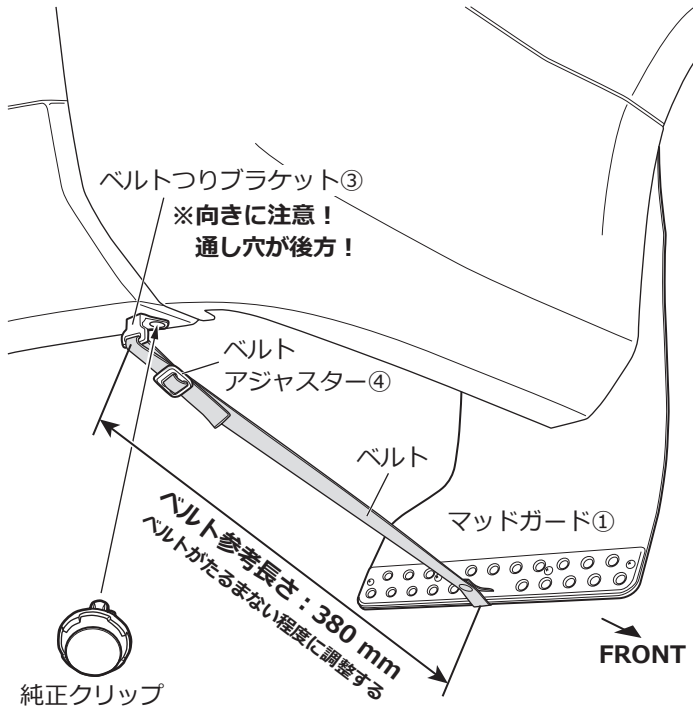 ベルトつりブラケット③
※向きに注意！
通し穴が後方！
ベルト
アジャスター④
ベルト
マッドガード①
ベルト参考長さ：380 mm
ベルトがたるまない程度に調整する
FRONT
純正クリップ